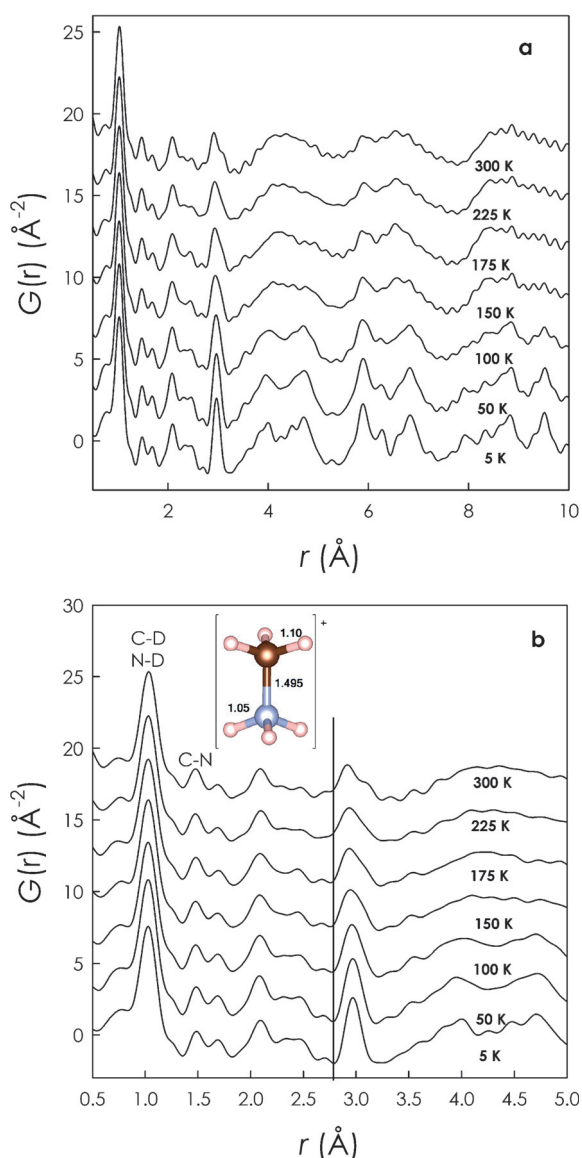 a
25
20
15
10
5
0
G(r) (Å⁻²)
300 K
225 K
175 K
150 K
100 K
50 K
5 K
2 4 6 8 10
r (Å)
b
30
25
20
15
10
5
0
G(r) (Å⁻²)
C-D
N-D
C-N
1.10
+
1.495
1.05
300 K
225 K
175 K
150 K
100 K
50 K
5 K
0.5 1.0 1.5 2.0 2.5 3.0 3.5 4.0 4.5 5.0
r (Å)